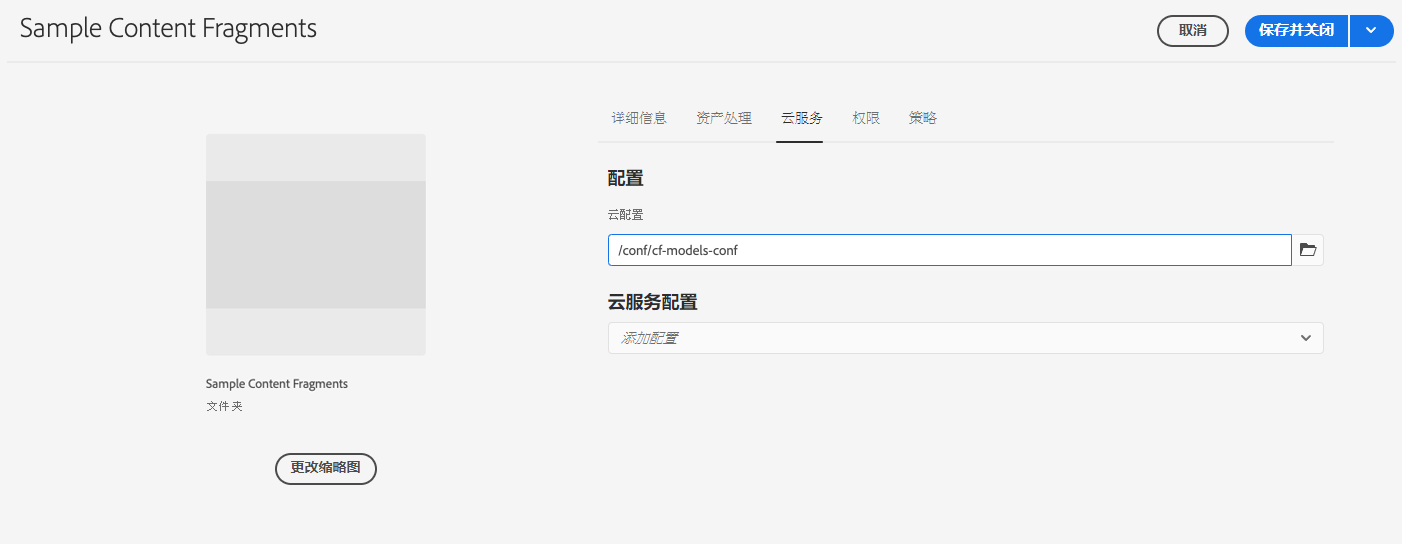 Sample Content Fragments
取消
保存并关闭
详细信息 资产处理 云服务 权限 策略
配置
云配置
/conf/cf-models-conf
云服务配置
添加配置
Sample Content Fragments
文件夹
更改缩略图